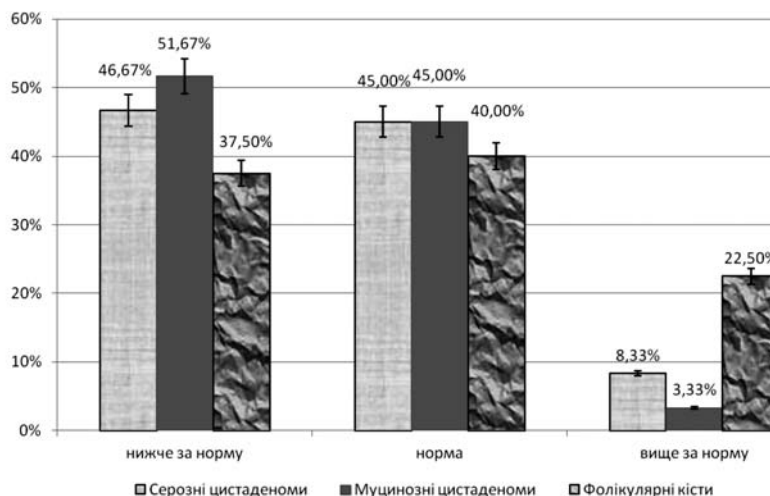 60%
50%
40%
30%
20%
10%
0%
46,67%
51,67%
37,50%
45,00%
45,00%
40,00%
8,33%
3,33%
22,50%
нижче за норму
норма
вище за норму
Серозні цистаденоми
Муцинозні цистаденоми
Фолікулярні кісти